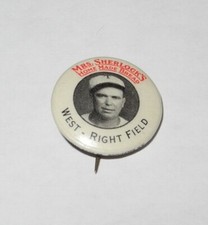 MRS. SHERLOCK'S
HOME MADE BREAD
WEST - RIGHT FIELD